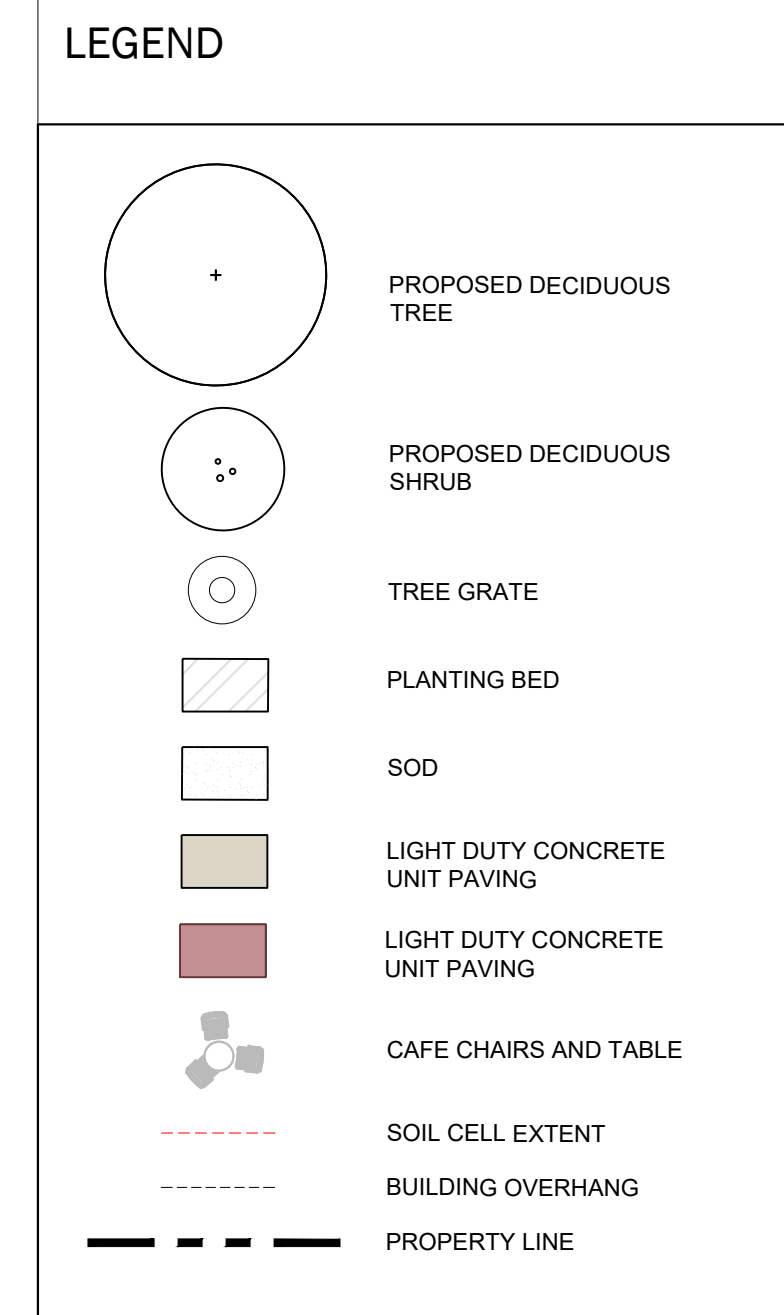 LEGEND
PROPOSED DECIDUOUS
TREE
PROPOSED DECIDUOUS
SHRUB
TREE GRATE
PLANTING BED
SOD
LIGHT DUTY CONCRETE
UNIT PAVING
LIGHT DUTY CONCRETE
UNIT PAVING
CAFE CHAIRS AND TABLE
SOIL CELL EXTENT
BUILDING OVERHANG
PROPERTY LINE